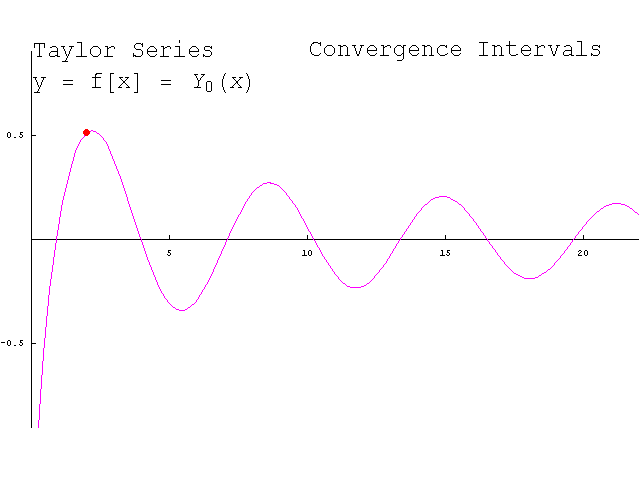 Taylor Series Convergence Intervals
y = f[x] = Y₀(x)
0.5
5 10 15 20
-0.5